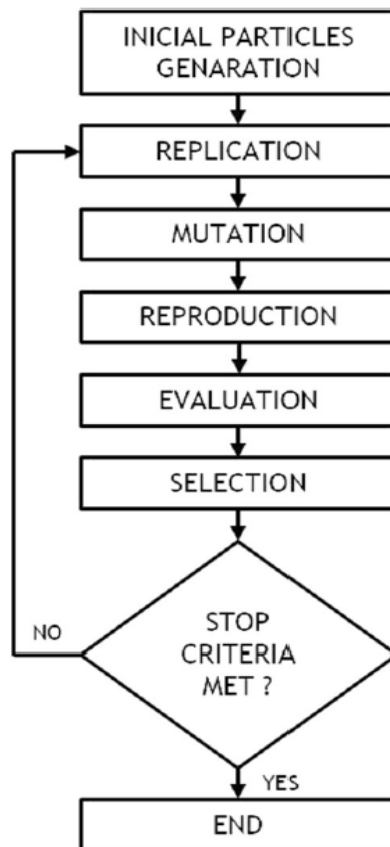 INICIAL PARTICLES
GENARATION
REPLICATION
MUTATION
REPRODUCTION
EVALUATION
SELECTION
STOP
CRITERIA
MET ?
NO
YES
END